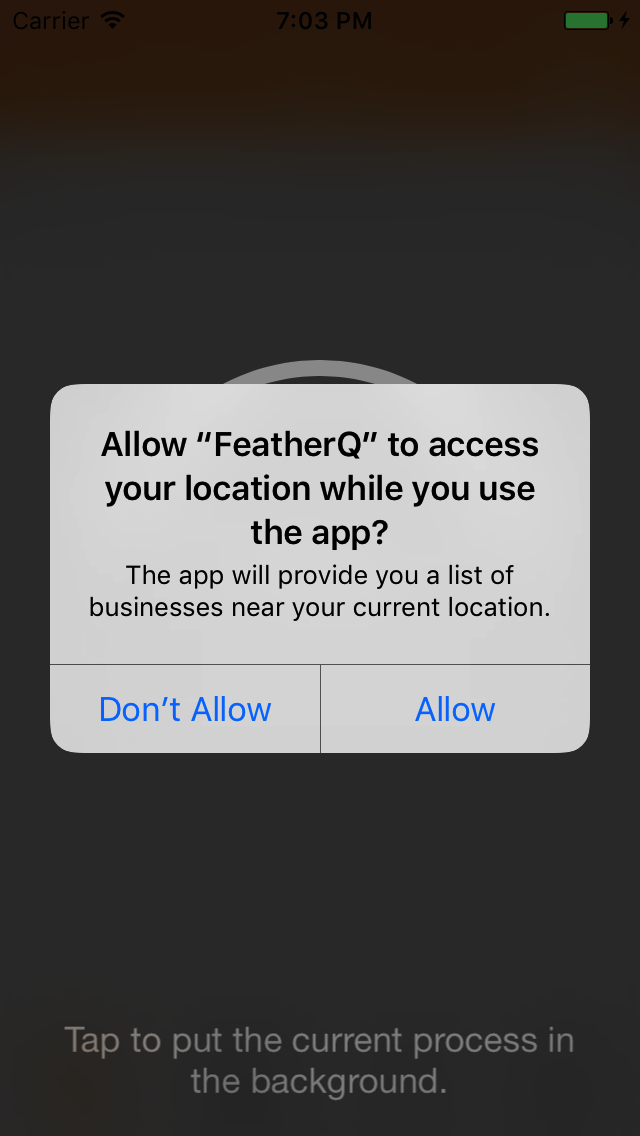 Carrier 7:03 PM
Allow “FeatherQ” to access
your location while you use
the app?
The app will provide you a list of
businesses near your current location.
Don’t Allow Allow
Tap to put the current process in
the background.